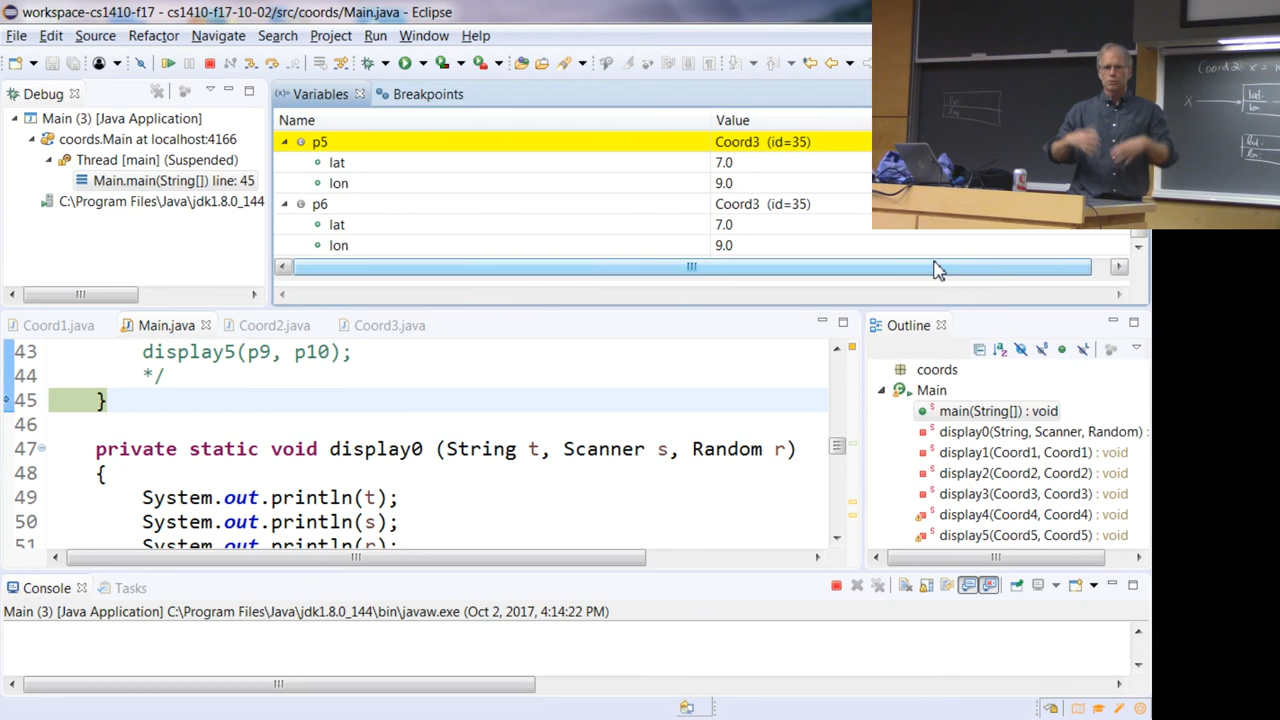 workspace-cs1410-f17 - cs1410-f17-10-02/src/coords/Main.java - Eclipse
File Edit Source Refactor Navigate Search Project Run Window Help
Debug
Main (3) [Java Application]
coords.Main at localhost:4166
Thread [main] (Suspended)
Main.main(String[]) line: 45
C:\Program Files\Java\jdk1.8.0_144
(x)= Variables Breakpoints
Name Value
p5 Coord3 (id=35)
lat 7.0
lon 9.0
p6 Coord3 (id=35)
lat 7.0
lon 9.0
Coord3: x =
X
lat:
lon:
Coord1.java Main.java Coord2.java Coord3.java
43 display5(p9, p10);
44 */
45 }
46
47 private static void display0 (String t, Scanner s, Random r)
48 {
49 System.out.println(t);
50 System.out.println(s);
51 System.out.println(r);
Outline
coords
Main
main(String[]) : void
display0(String, Scanner, Random) :
display1(Coord1, Coord1) : void
display2(Coord2, Coord2) : void
display3(Coord3, Coord3) : void
display4(Coord4, Coord4) : void
display5(Coord5, Coord5) : void
Console Tasks
Main (3) [Java Application] C:\Program Files\Java\jdk1.8.0_144\bin\javaw.exe (Oct 2, 2017, 4:14:22 PM)